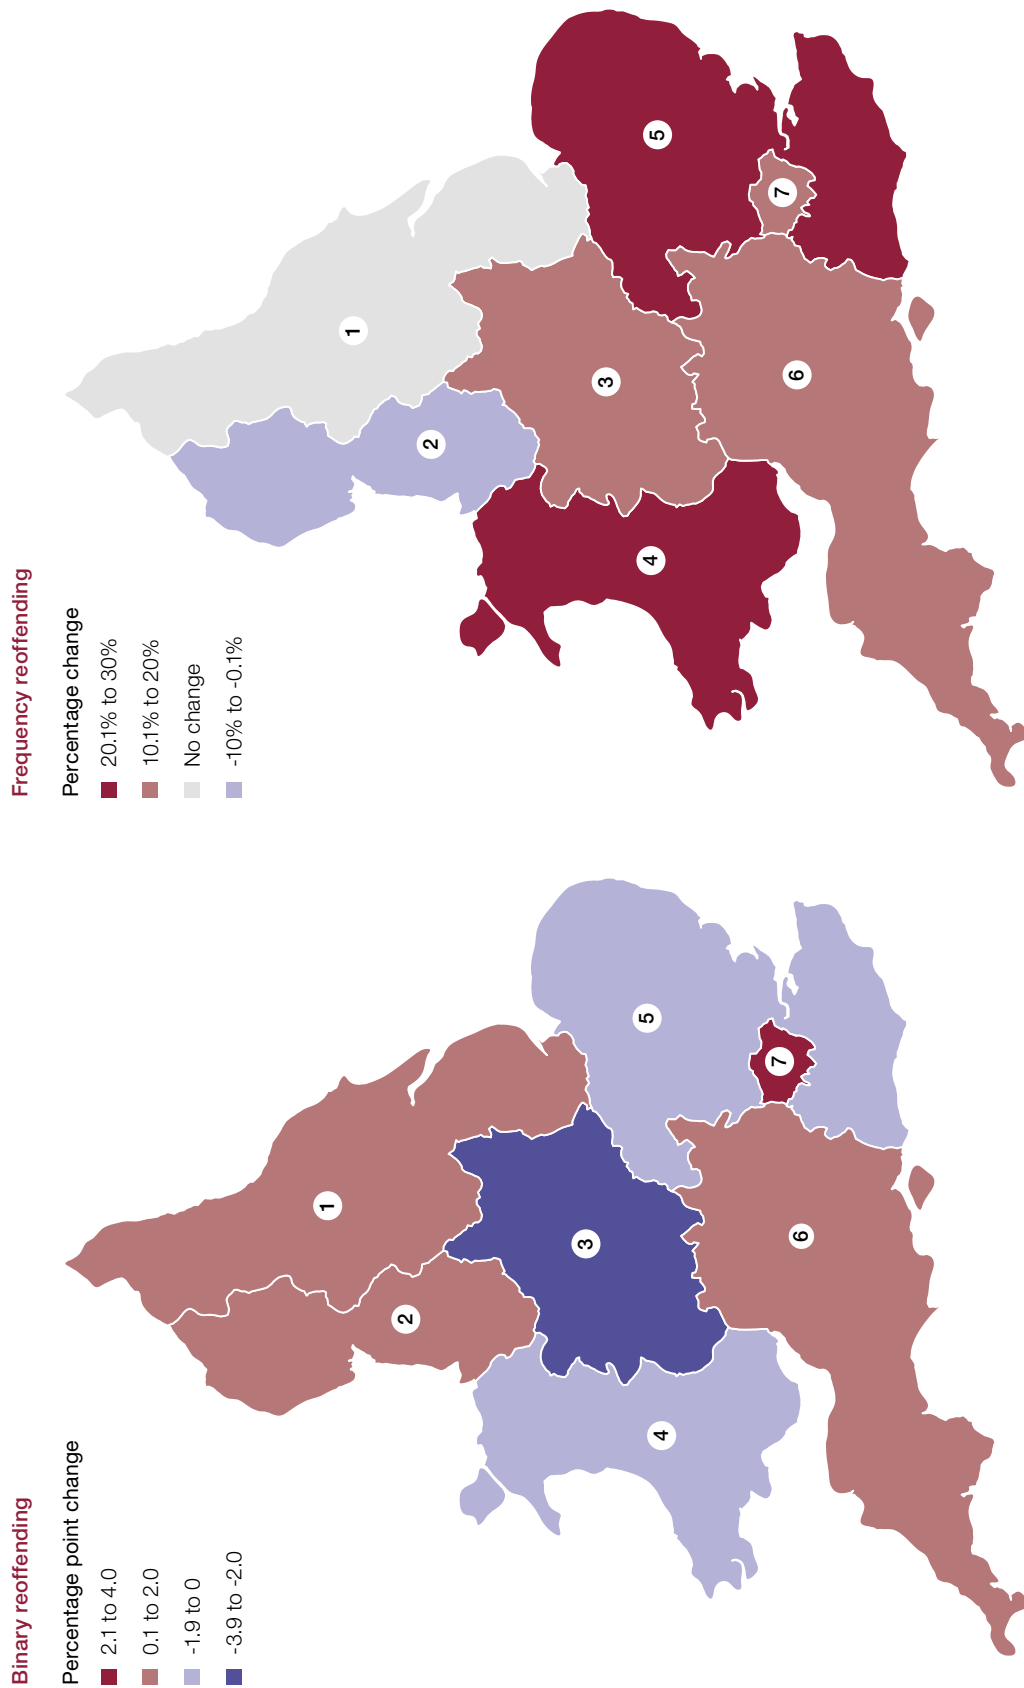 Binary reoffending
Percentage point change
2.1 to 4.0
0.1 to 2.0
-1.9 to 0
-3.9 to -2.0
1
2
3
4
5
6
7
Frequency reoffending
Percentage change
20.1% to 30%
10.1% to 20%
No change
-10% to -0.1%
1
2
3
4
5
6
7